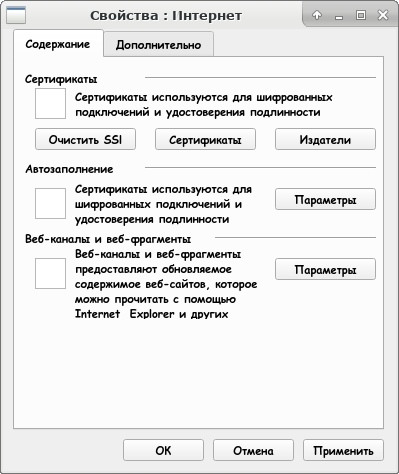 Свойства : Интернет
Содержание
Дополнительно
Сертификаты
Сертификаты используются для шифрованных
подключений и удостоверения подлинности
Очистить SSl
Сертификаты
Издатели
Автозаполнение
Сертификаты используются для
шифрованных подключений и
удостоверения подлинности
Параметры
Веб-каналы и веб-фрагменты
Веб-каналы и веб-фрагменты
предоставляют обновляемое
содержимое веб-сайтов, которое
можно прочитать с помощью
Internet Explorer и других
Параметры
ОК
Отмена
Применить